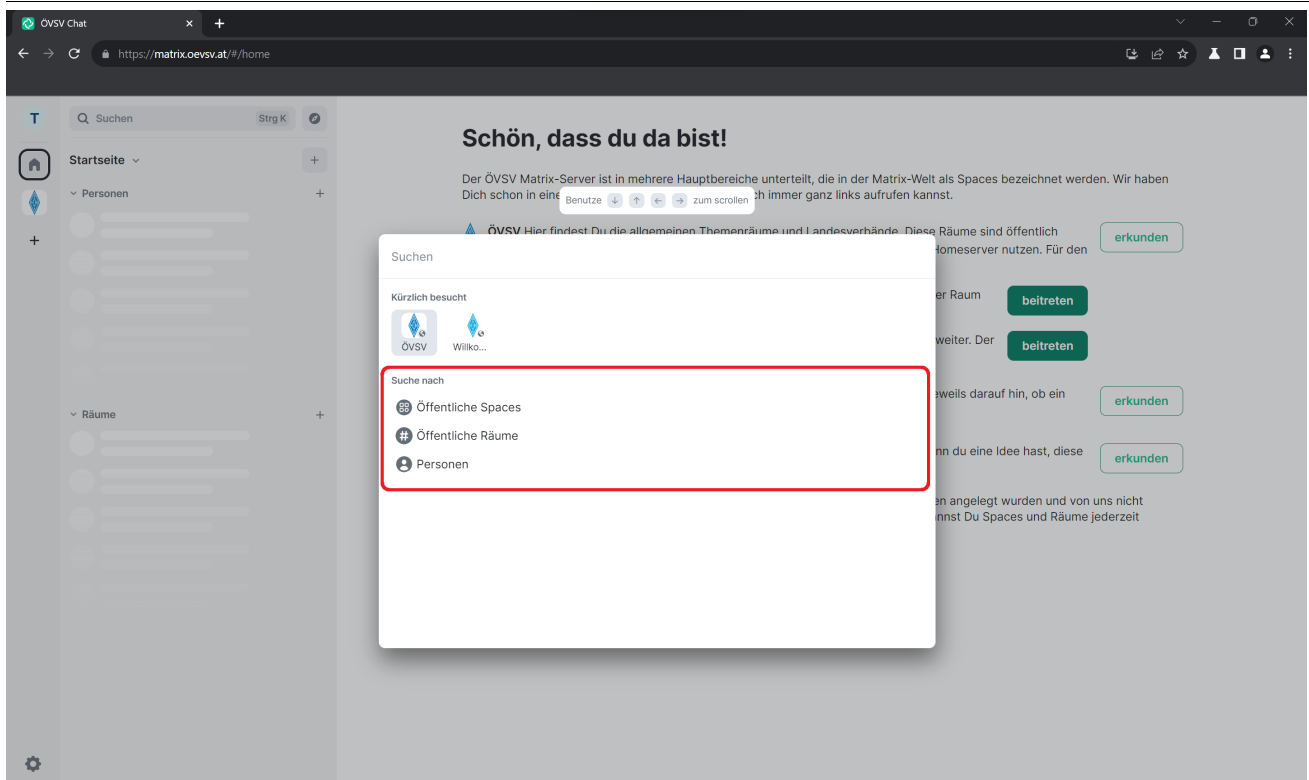 ÖVSV Chat
https://matrix.oevsv.at/#/home
T
Suchen Strg K
Startseite
Personen
Räume
Schön, dass du da bist!
Der ÖVSV Matrix-Server ist in mehrere Hauptbereiche unterteilt, die in der Matrix-Welt als Spaces bezeichnet werden. Wir haben
Dich schon in eine ch immer ganz links aufrufen kannst.
Benutze ↓ ↑ ← → zum scrollen
ÖVSV Hier findest Du die allgemeinen Themenräume und Landesverbände. Diese Räume sind öffentlich
erkunden
Homeserver nutzen. Für den
er Raum
beitreten
weiter. Der
beitreten
eweils darauf hin, ob ein
erkunden
nn du eine Idee hast, diese
erkunden
en angelegt wurden und von uns nicht
annst Du Spaces und Räume jederzeit
Suchen
Kürzlich besucht
ÖVSV Willko...
Suche nach
Öffentliche Spaces
Öffentliche Räume
Personen